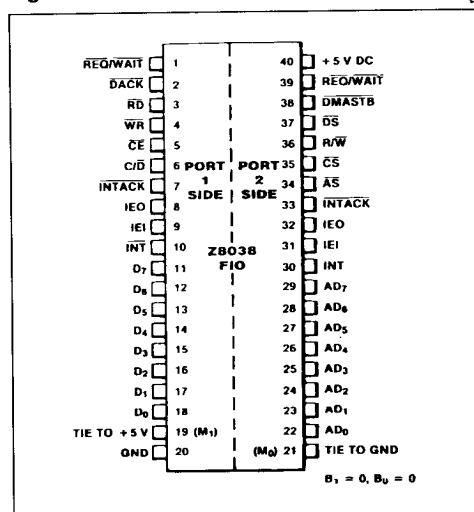 REQ/WAIT 1 40 +5 V DC
DACK 2 39 REQ/WAIT
RD 3 38 DMASTB
WR 4 37 DS
CE 5 36 R/W
C/D 6 PORT PORT 35 CS
1 2 34 AS
INTACK 7 SIDE SIDE 33 INTACK
IEO 8 32 IEO
IEI 9 31 IEI
INT 10 Z8038 30 INT
FIO
D7 11 29 AD7
D6 12 28 AD6
D5 13 27 AD5
D4 14 26 AD4
D3 15 25 AD3
D2 16 24 AD2
D1 17 23 AD1
D0 18 22 AD0
TIE TO +5 V 19 (M1) (M0) 21 TIE TO GND
GND 20
B1 = 0, B0 = 0